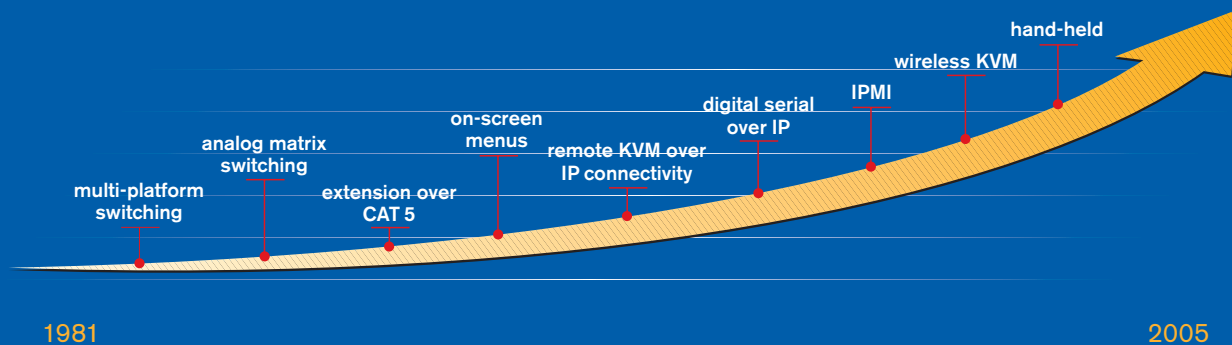 multi-platform
switching
analog matrix
switching
extension over
CAT 5
on-screen
menus
remote KVM over
IP connectivity
digital serial
over IP
IPMI
wireless KVM
hand-held
1981
2005